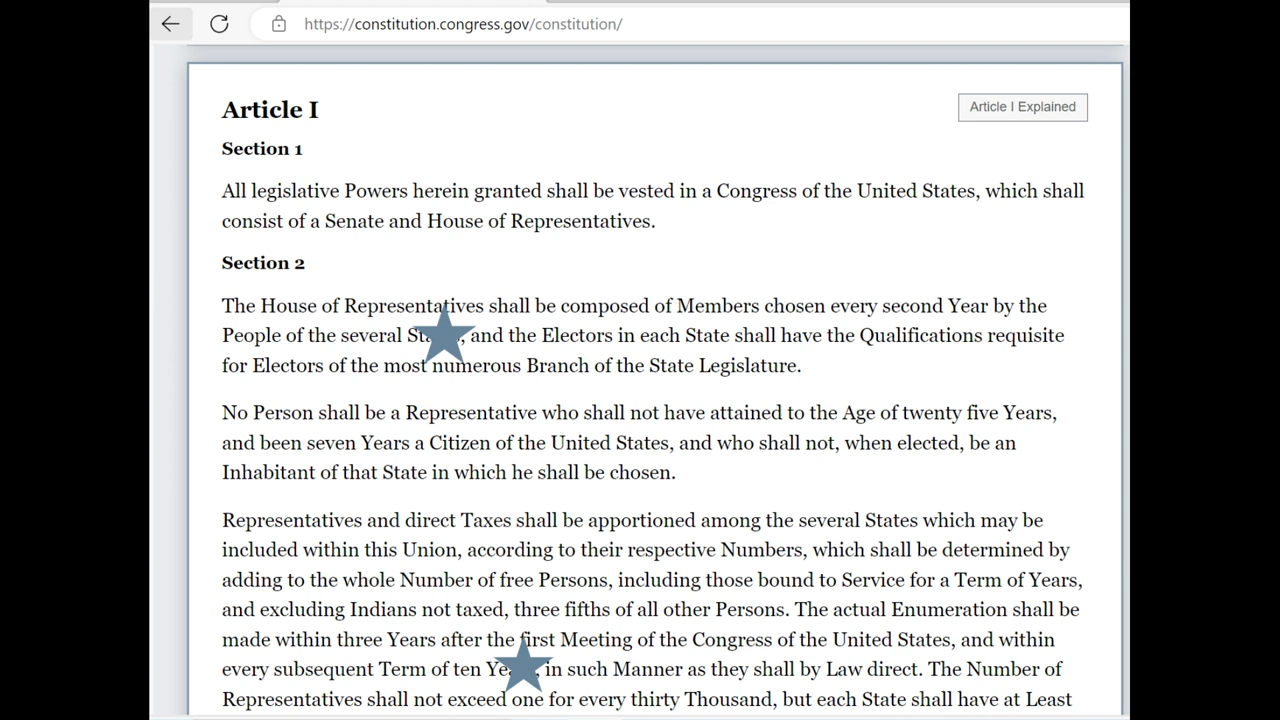 https://constitution.congress.gov/constitution/
Article I
Article I Explained
Section 1
All legislative Powers herein granted shall be vested in a Congress of the United States, which shall
consist of a Senate and House of Representatives.
Section 2
The House of Representatives shall be composed of Members chosen every second Year by the
People of the several and the Electors in each State shall have the Qualifications requisite
for Electors of the most numerous Branch of the State Legislature.
No Person shall be a Representative who shall not have attained to the Age of twenty five Years,
and been seven Years a Citizen of the United States, and who shall not, when elected, be an
Inhabitant of that State in which he shall be chosen.
Representatives and direct Taxes shall be apportioned among the several States which may be
included within this Union, according to their respective Numbers, which shall be determined by
adding to the whole Number of free Persons, including those bound to Service for a Term of Years,
and excluding Indians not taxed, three fifths of all other Persons. The actual Enumeration shall be
made within three Years after the first Meeting of the Congress of the United States, and within
every subsequent Term of ten in such Manner as they shall by Law direct. The Number of
Representatives shall not exceed one for every thirty Thousand, but each State shall have at Least